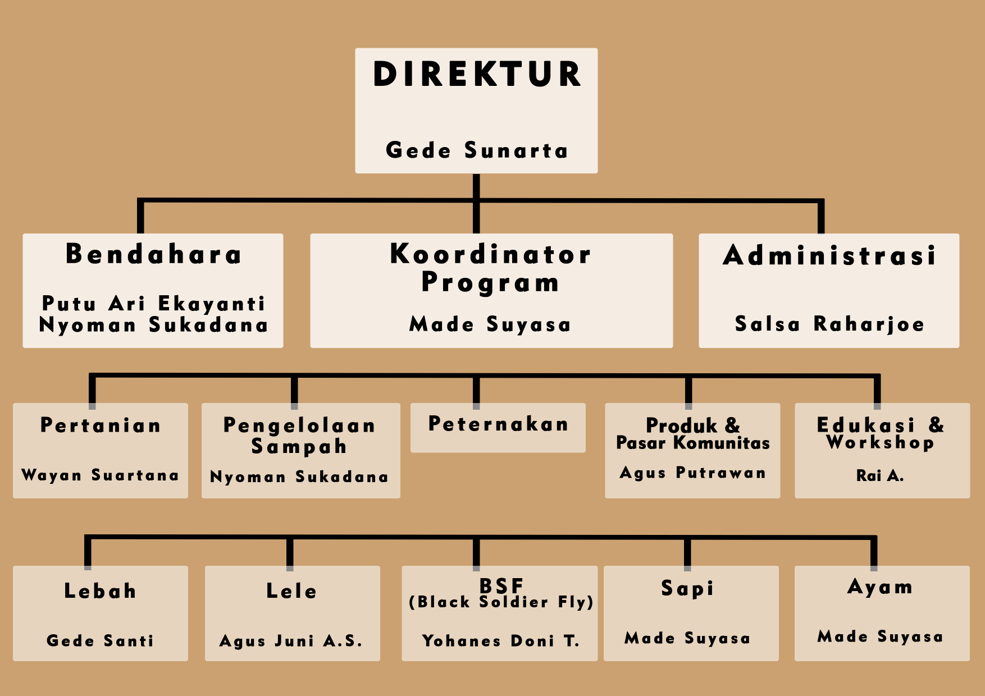 DIREKTUR
Gede Sunarta
Bendahara
Putu Ari Ekayanti
Nyoman Sukadana
Koordinator
Program
Made Suyasa
Administrasi
Salsa Raharjoe
Pertanian
Wayan Suartana
Pengelolaan
Sampah
Nyoman Sukadana
Peternakan
Produk &
Pasar Komunitas
Agus Putrawan
Edukasi &
Workshop
Rai A.
Lebah
Gede Santi
Lele
Agus Juni A.S.
BSF
(Black Soldier Fly)
Yohanes Doni T.
Sapi
Made Suyasa
Ayam
Made Suyasa